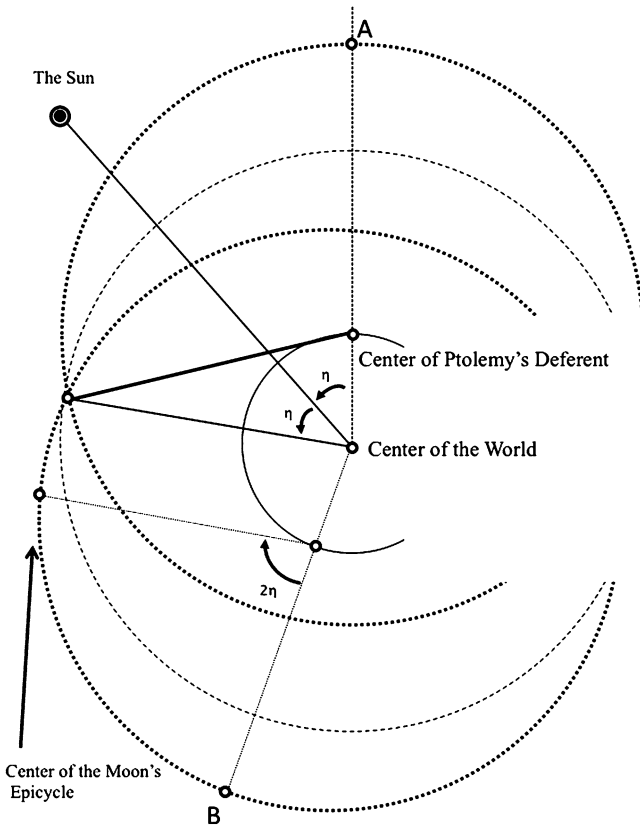 A
The Sun
Center of Ptolemy's Deferent
η
η
Center of the World
2η
Center of the Moon's
Epicycle
B